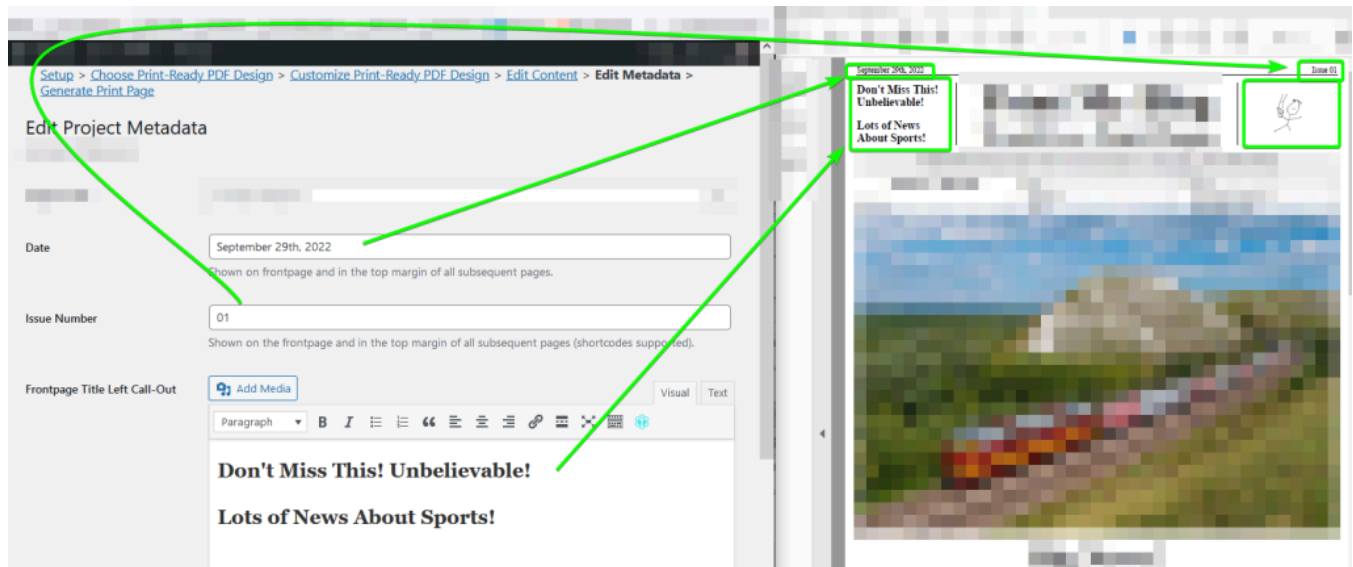 Setup > Choose Print-Ready PDF Design > Customize Print-Ready PDF Design > Edit Content > Edit Metadata >
Generate Print Page
Edit Project Metadata
Date
September 29th, 2022
Shown on frontpage and in the top margin of all subsequent pages.
Issue Number
01
Shown on the frontpage and in the top margin of all subsequent pages (shortcodes supported).
Frontpage Title Left Call-Out
Add Media
Visual
Text
Paragraph
Don't Miss This! Unbelievable!
Lots of News About Sports!
September 29th, 2022
Issue 01
Don't Miss This!
Unbelievable!
Lots of News
About Sports!